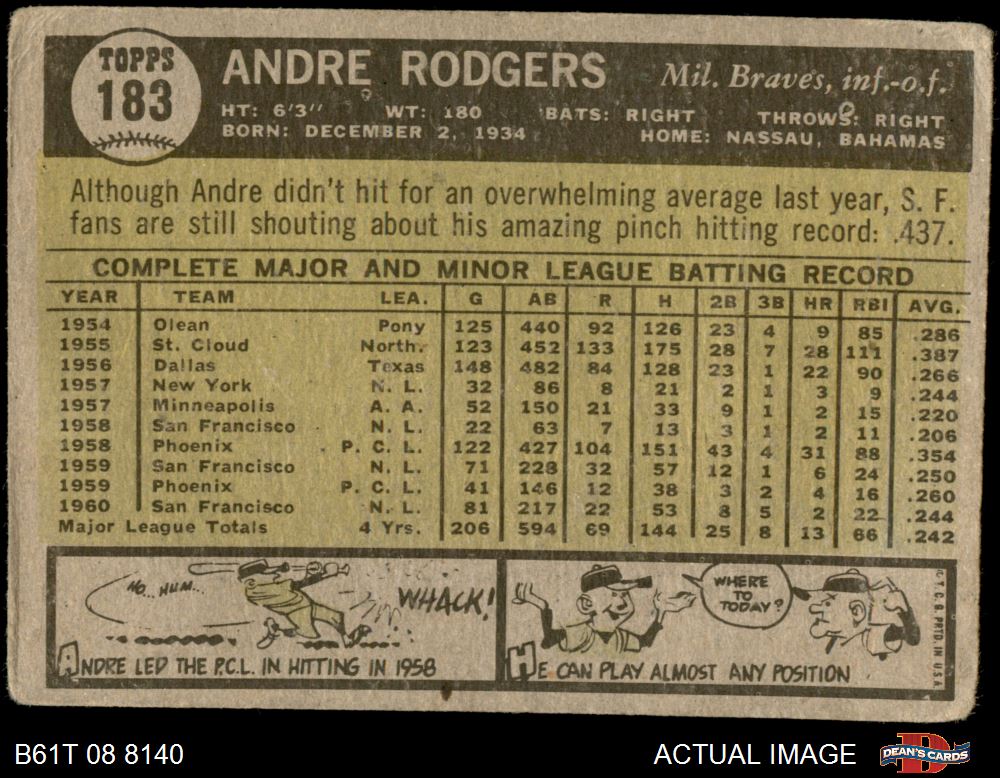 TOPPS
183
ANDRE RODGERS Mil. Braves, inf.-o.f.
HT: 6'3" WT: 180 BATS: RIGHT THROWS: RIGHT
BORN: DECEMBER 2, 1934 HOME: NASSAU, BAHAMAS
Although Andre didn't hit for an overwhelming average last year, S. F.
fans are still shouting about his amazing pinch hitting record: .437.
COMPLETE MAJOR AND MINOR LEAGUE BATTING RECORD
YEAR TEAM LEA. G AB R H 2B 3B HR RBI AVG.
1954 Olean Pony 125 440 92 126 23 4 9 85 .286
1955 St. Cloud North. 123 452 133 175 28 7 28 111 .387
1956 Dallas Texas 148 482 84 128 23 1 22 90 .266
1957 New York N. L. 32 86 8 21 2 1 3 9 .244
1957 Minneapolis A. A. 52 150 21 33 9 1 2 15 .220
1958 San Francisco N. L. 22 63 7 13 3 1 2 11 .206
1958 Phoenix P. C. L. 122 427 104 151 43 4 31 88 .354
1959 San Francisco N. L. 71 228 32 57 12 1 6 24 .250
1959 Phoenix P. C. L. 41 146 12 38 3 2 4 16 .260
1960 San Francisco N. L. 81 217 22 53 8 5 2 22 .244
Major League Totals 4 Yrs. 206 594 69 144 25 8 13 66 .242
HO.. HUM...
WHACK!
ANDRE LED THE P.C.L. IN HITTING IN 1958
WHERE
TO
TODAY?
HE CAN PLAY ALMOST ANY POSITION
© T. C. G. PRTD. IN U.S.A.
B61T 08 8140
ACTUAL IMAGE
DEAN'S CARDS